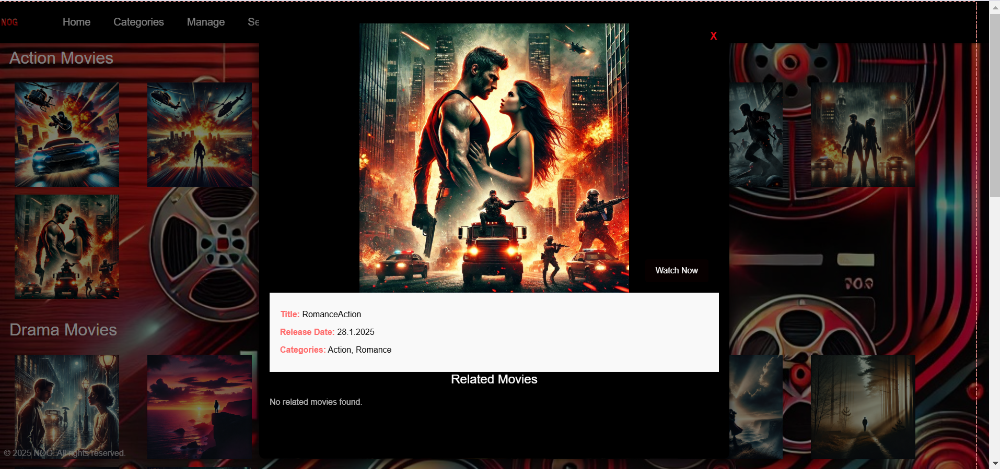 NOG Home Categories Manage Se
X
Action Movies
Watch Now
Title: RomanceAction
Release Date: 28.1.2025
Categories: Action, Romance
Drama Movies
Related Movies
No related movies found.
© 2025 NOG. All rights reserved.